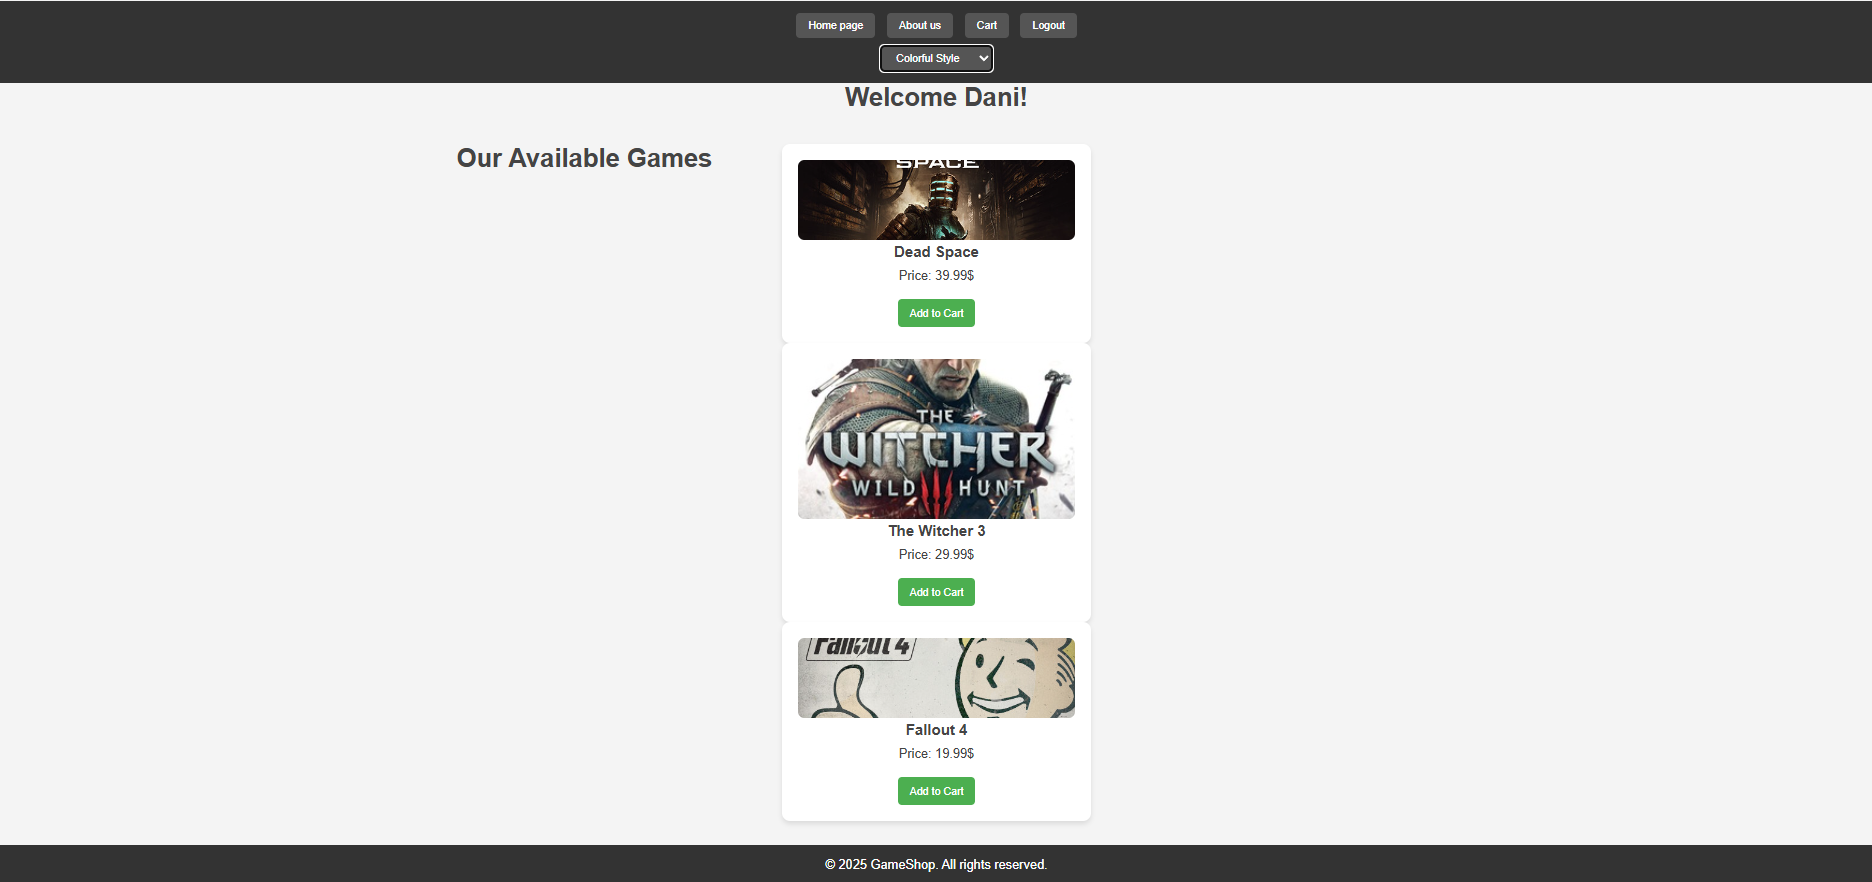 Home page About us Cart Logout
Colorful Style
Welcome Dani!
Our Available Games
SPACE
Dead Space
Price: 39.99$
Add to Cart
THE
WITCHER
WILD HUNT
The Witcher 3
Price: 29.99$
Add to Cart
Fallout 4
Fallout 4
Price: 19.99$
Add to Cart
© 2025 GameShop. All rights reserved.